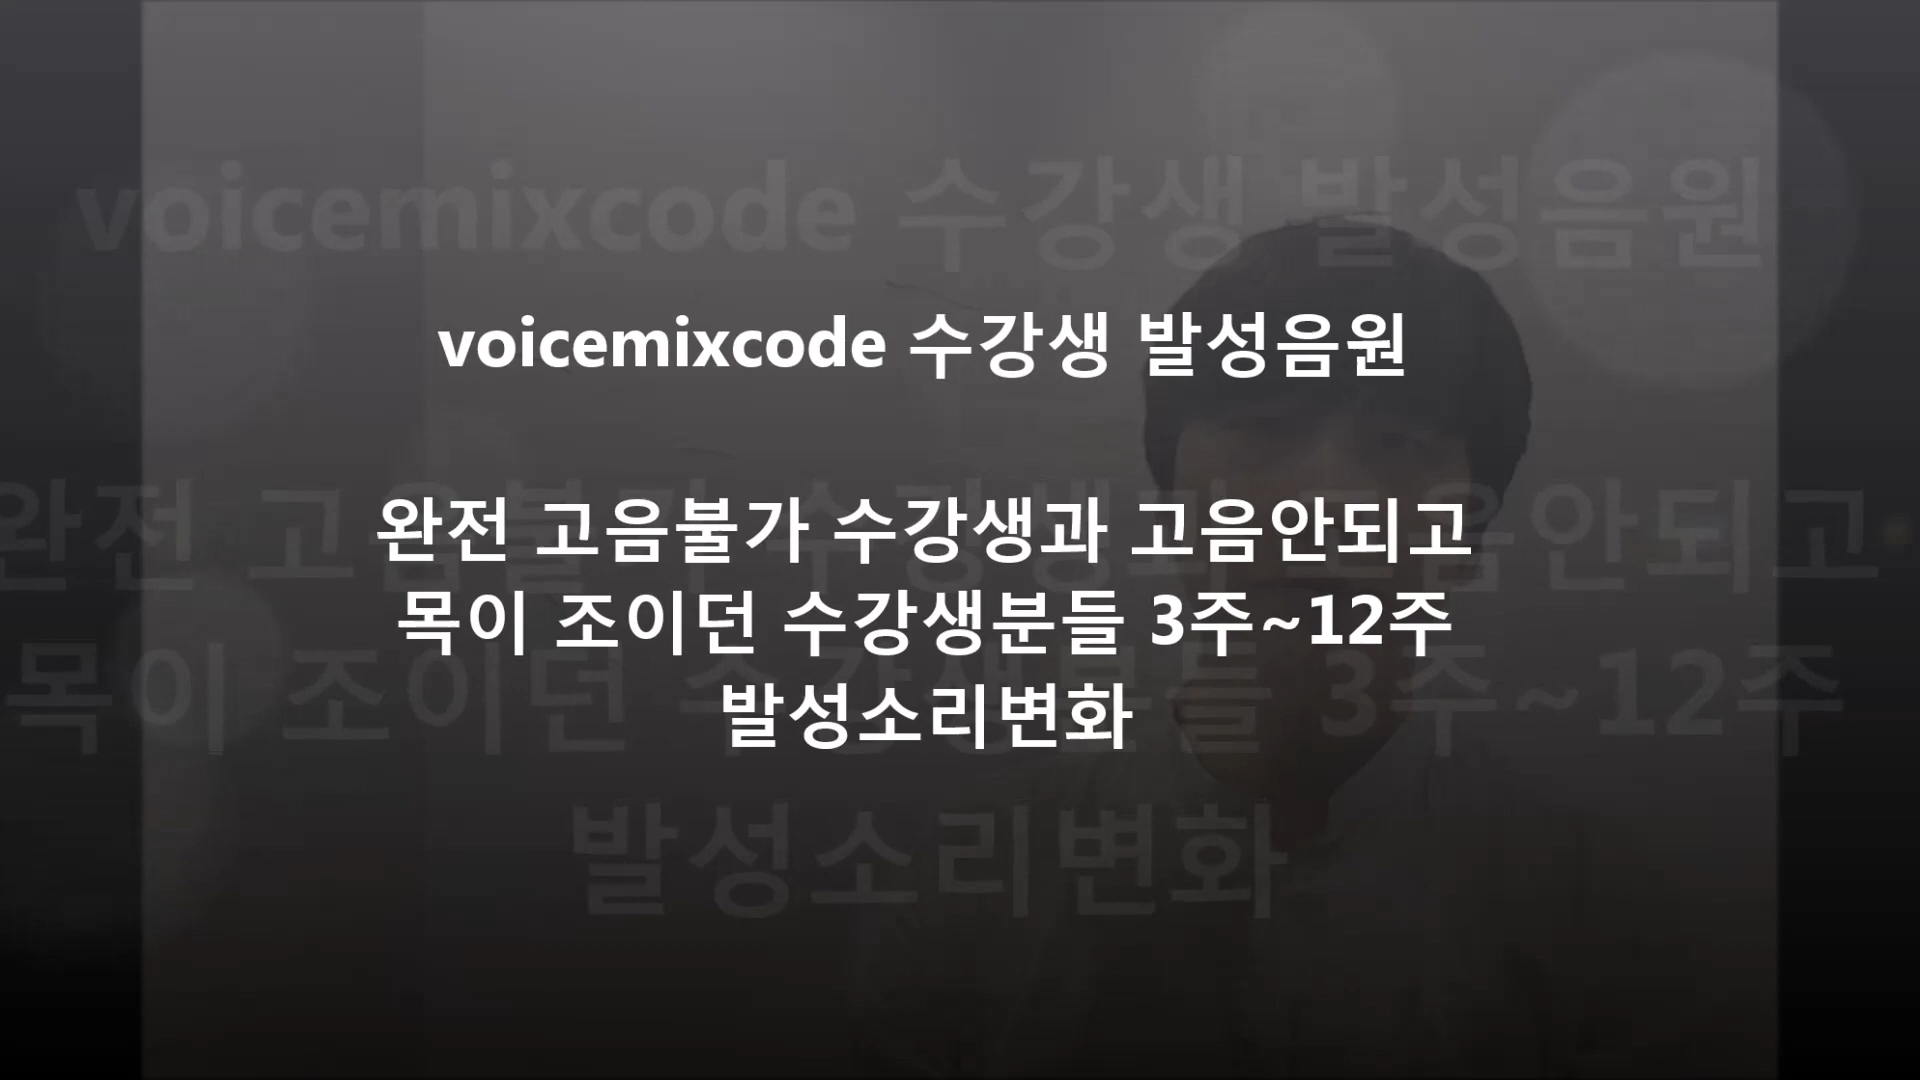 voicemixcode 수강생 발성음원
완전 고음불가 수강생과 고음안되고
목이 조이던 수강생분들 3주~12주
발성소리변화